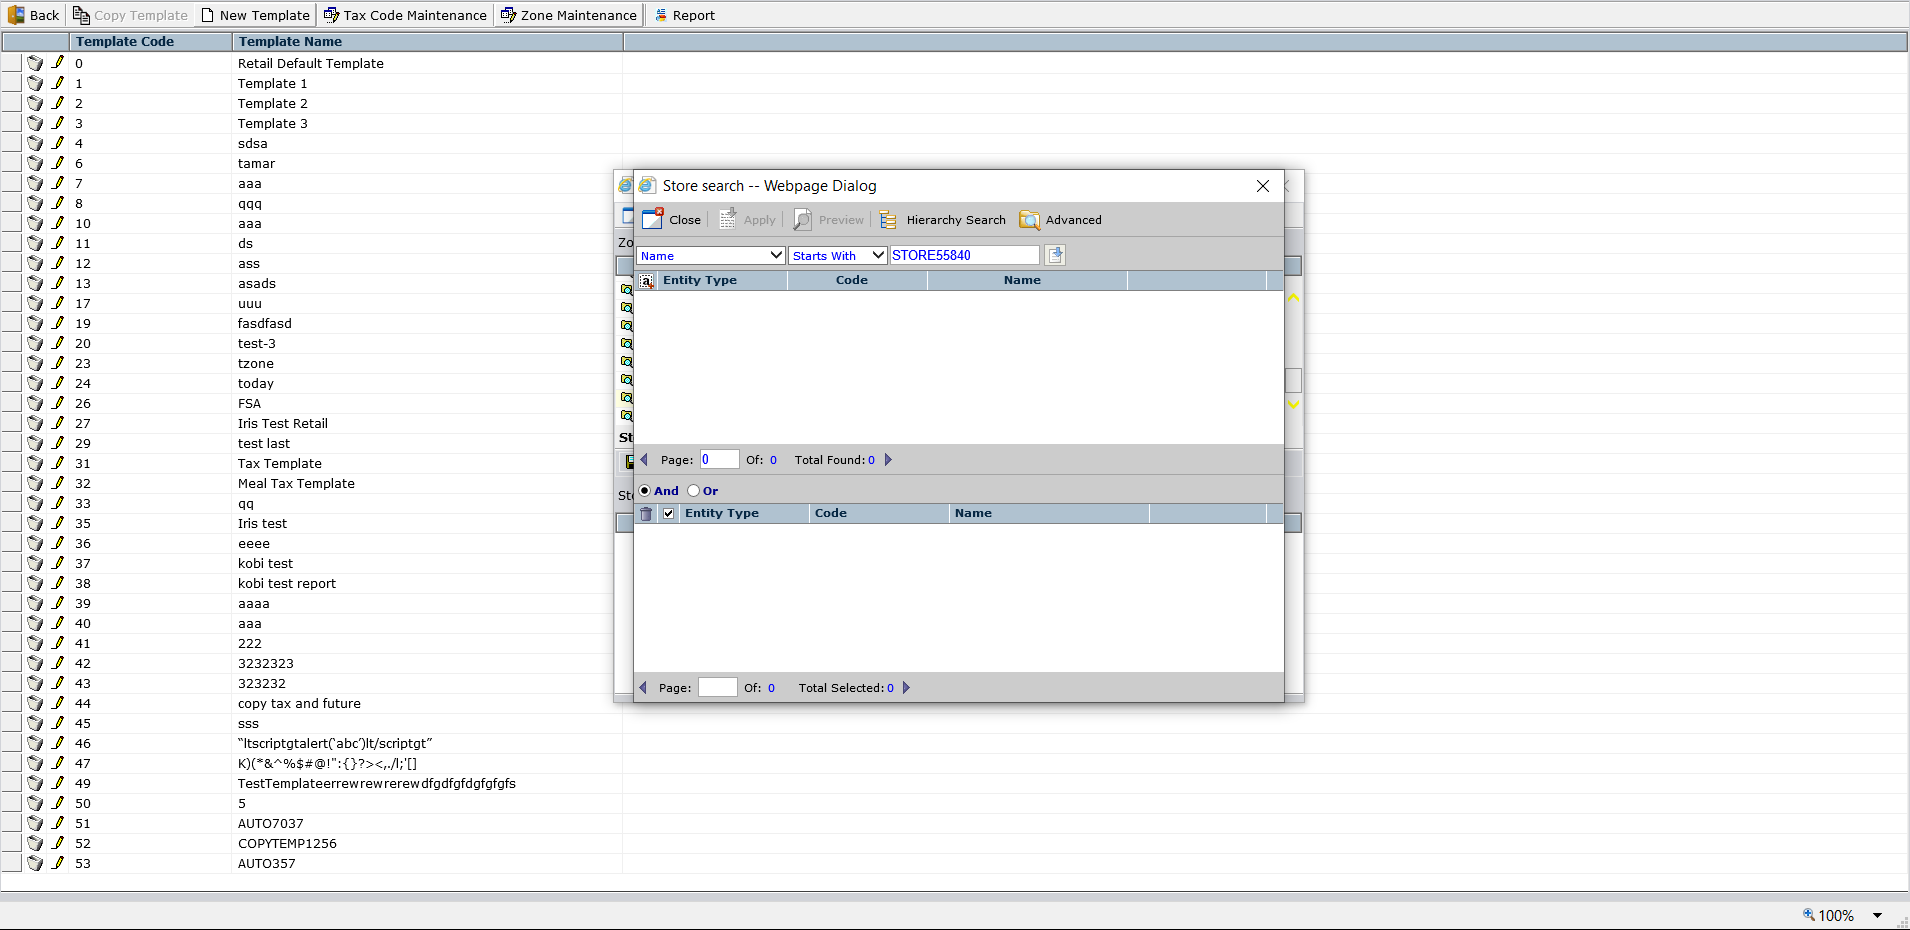 Back Copy Template New Template Tax Code Maintenance Zone Maintenance Report
Template Code Template Name
0 Retail Default Template
1 Template 1
2 Template 2
3 Template 3
4 sdsa
6 tamar
7 aaa
8 qqq
10 aaa
11 ds
12 ass
13 asads
17 uuu
19 fasdfasd
20 test-3
23 tzone
24 today
26 FSA
27 Iris Test Retail
29 test last
31 Tax Template
32 Meal Tax Template
33 qq
35 Iris test
36 eeee
37 kobi test
38 kobi test report
39 aaaa
40 aaa
41 222
42 3232323
43 323232
44 copy tax and future
45 sss
46 “ltscriptgtalert(‘abc’)lt/scriptgt”
47 K)(*&^%$#@!":{}?><,./l;'[]
49 TestTemplateerrewrewrerewdfgdfgfdgfgfgfs
50 5
51 AUTO7037
52 COPYTEMP1256
53 AUTO357
Store search -- Webpage Dialog
Close Apply Preview Hierarchy Search Advanced
Name Starts With STORE55840
Entity Type Code Name
Page: 0 Of: 0 Total Found: 0
And Or
Entity Type Code Name
Page: Of: 0 Total Selected: 0
100%